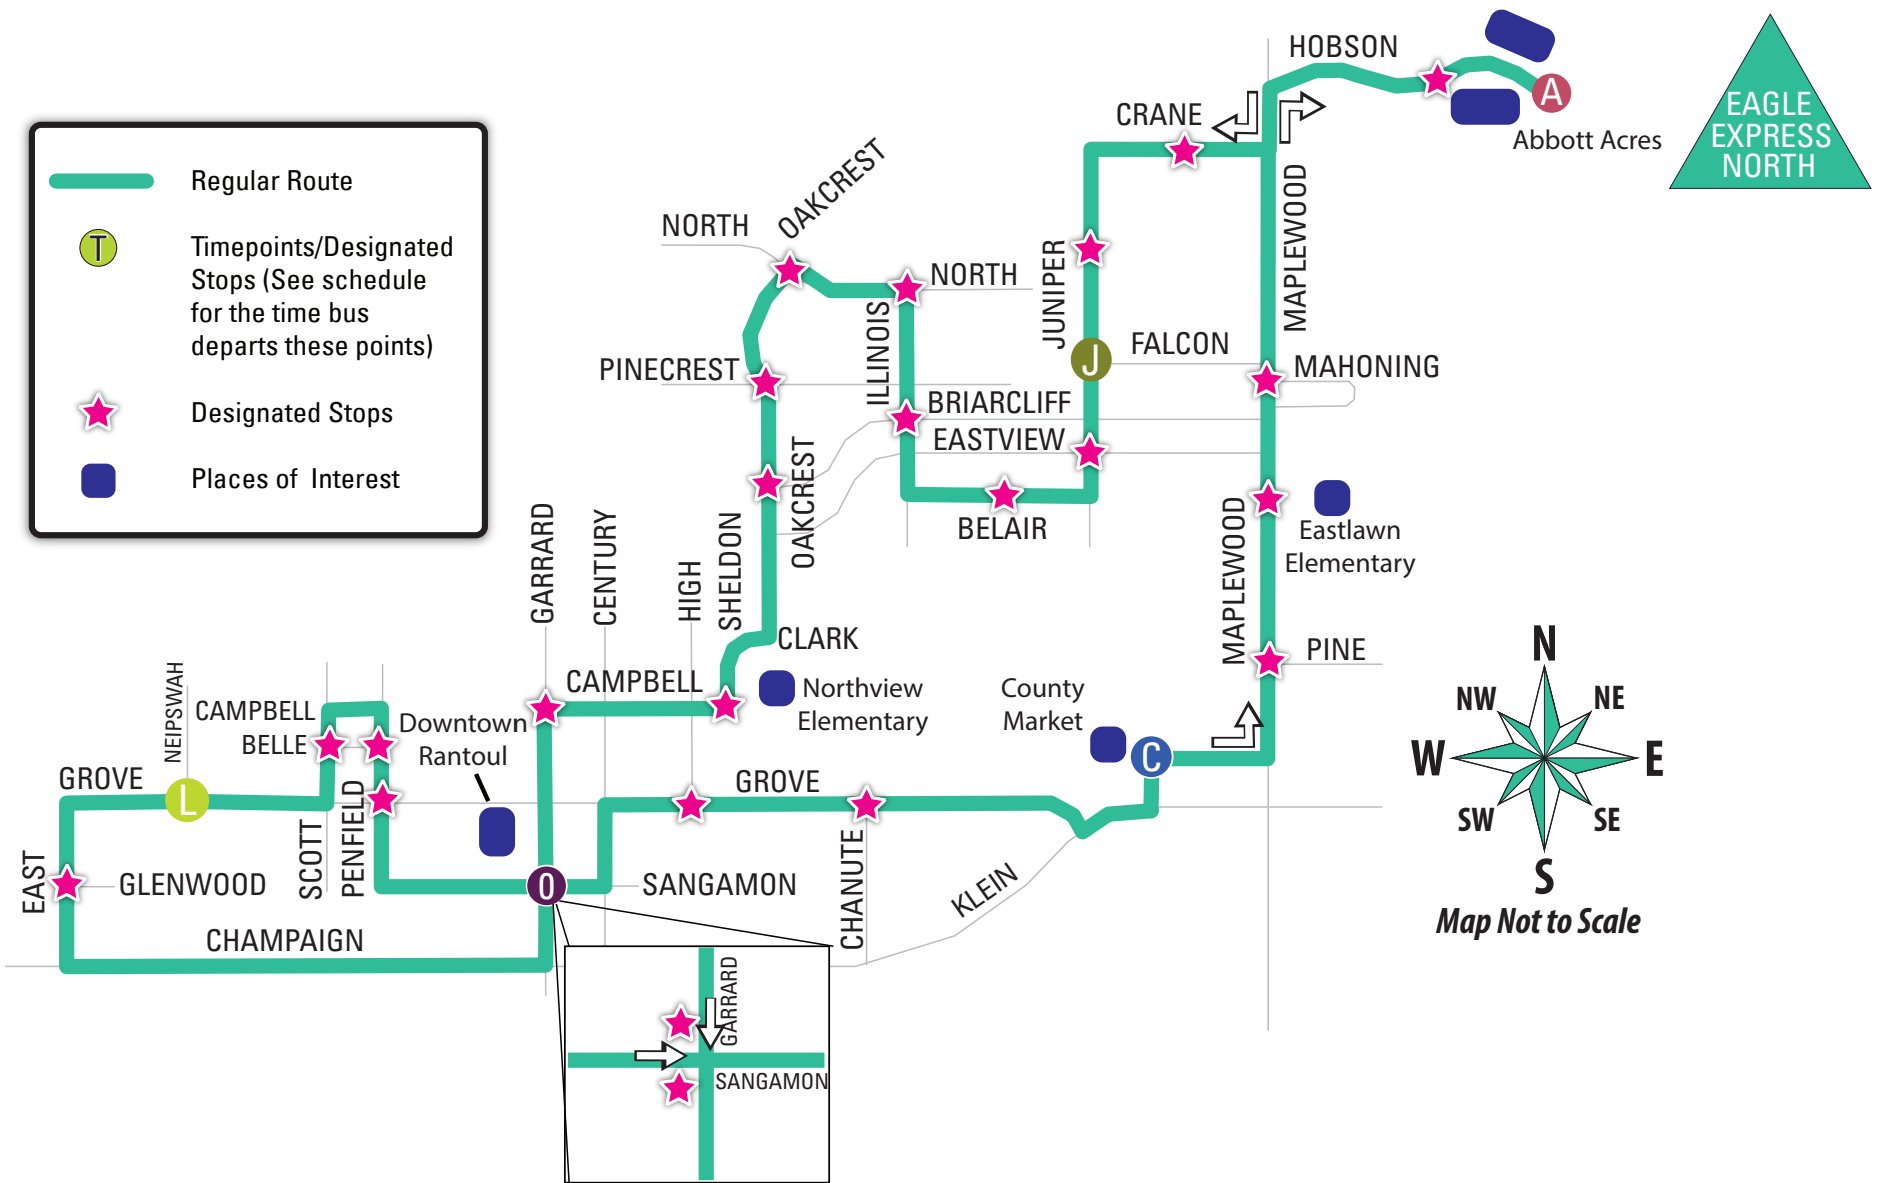 HOBSON
A
Abbott Acres
EAGLE
EXPRESS
NORTH
CRANE
Regular Route
T
Timepoints/Designated
Stops (See schedule
for the time bus
departs these points)
Designated Stops
Places of Interest
NORTH
OAKCREST
NORTH
ILLINOIS
JUNIPER
MAPLEWOOD
J
FALCON
MAHONING
PINECREST
BRIARCLIFF
EASTVIEW
OAKCREST
BELAIR
MAPLEWOOD
Eastlawn
Elementary
GARRARD
CENTURY
HIGH
SHELDON
CLARK
PINE
CAMPBELL
Northview
Elementary
County
Market
C
NEIPSWAH
CAMPBELL
BELLE
Downtown
Rantoul
GROVE
L
GROVE
SCOTT
PENFIELD
EAST
GLENWOOD
O
SANGAMON
CHANUTE
KLEIN
CHAMPAIGN
GARRARD
SANGAMON
N
NW
NE
W
E
SW
SE
S
Map Not to Scale